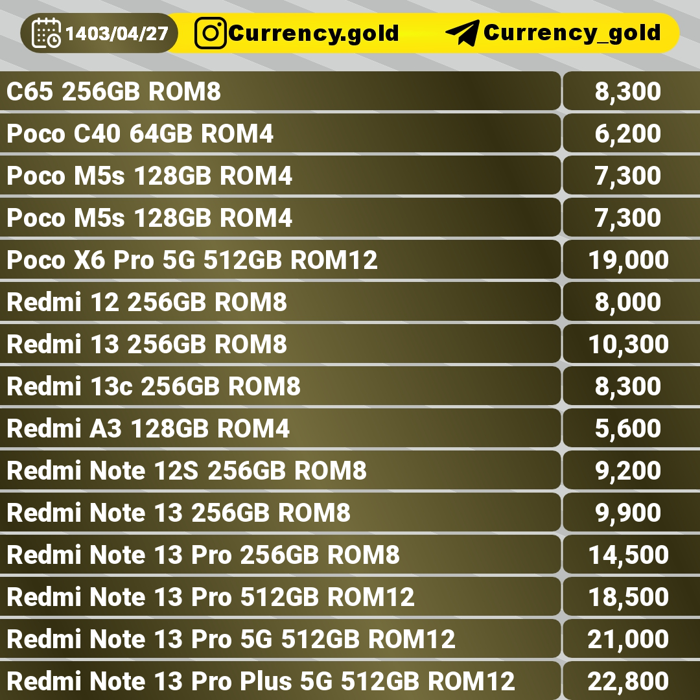 1403/04/27 Currency.gold Currency_gold
C65 256GB ROM8 8,300
Poco C40 64GB ROM4 6,200
Poco M5s 128GB ROM4 7,300
Poco M5s 128GB ROM4 7,300
Poco X6 Pro 5G 512GB ROM12 19,000
Redmi 12 256GB ROM8 8,000
Redmi 13 256GB ROM8 10,300
Redmi 13c 256GB ROM8 8,300
Redmi A3 128GB ROM4 5,600
Redmi Note 12S 256GB ROM8 9,200
Redmi Note 13 256GB ROM8 9,900
Redmi Note 13 Pro 256GB ROM8 14,500
Redmi Note 13 Pro 512GB ROM12 18,500
Redmi Note 13 Pro 5G 512GB ROM12 21,000
Redmi Note 13 Pro Plus 5G 512GB ROM12 22,800